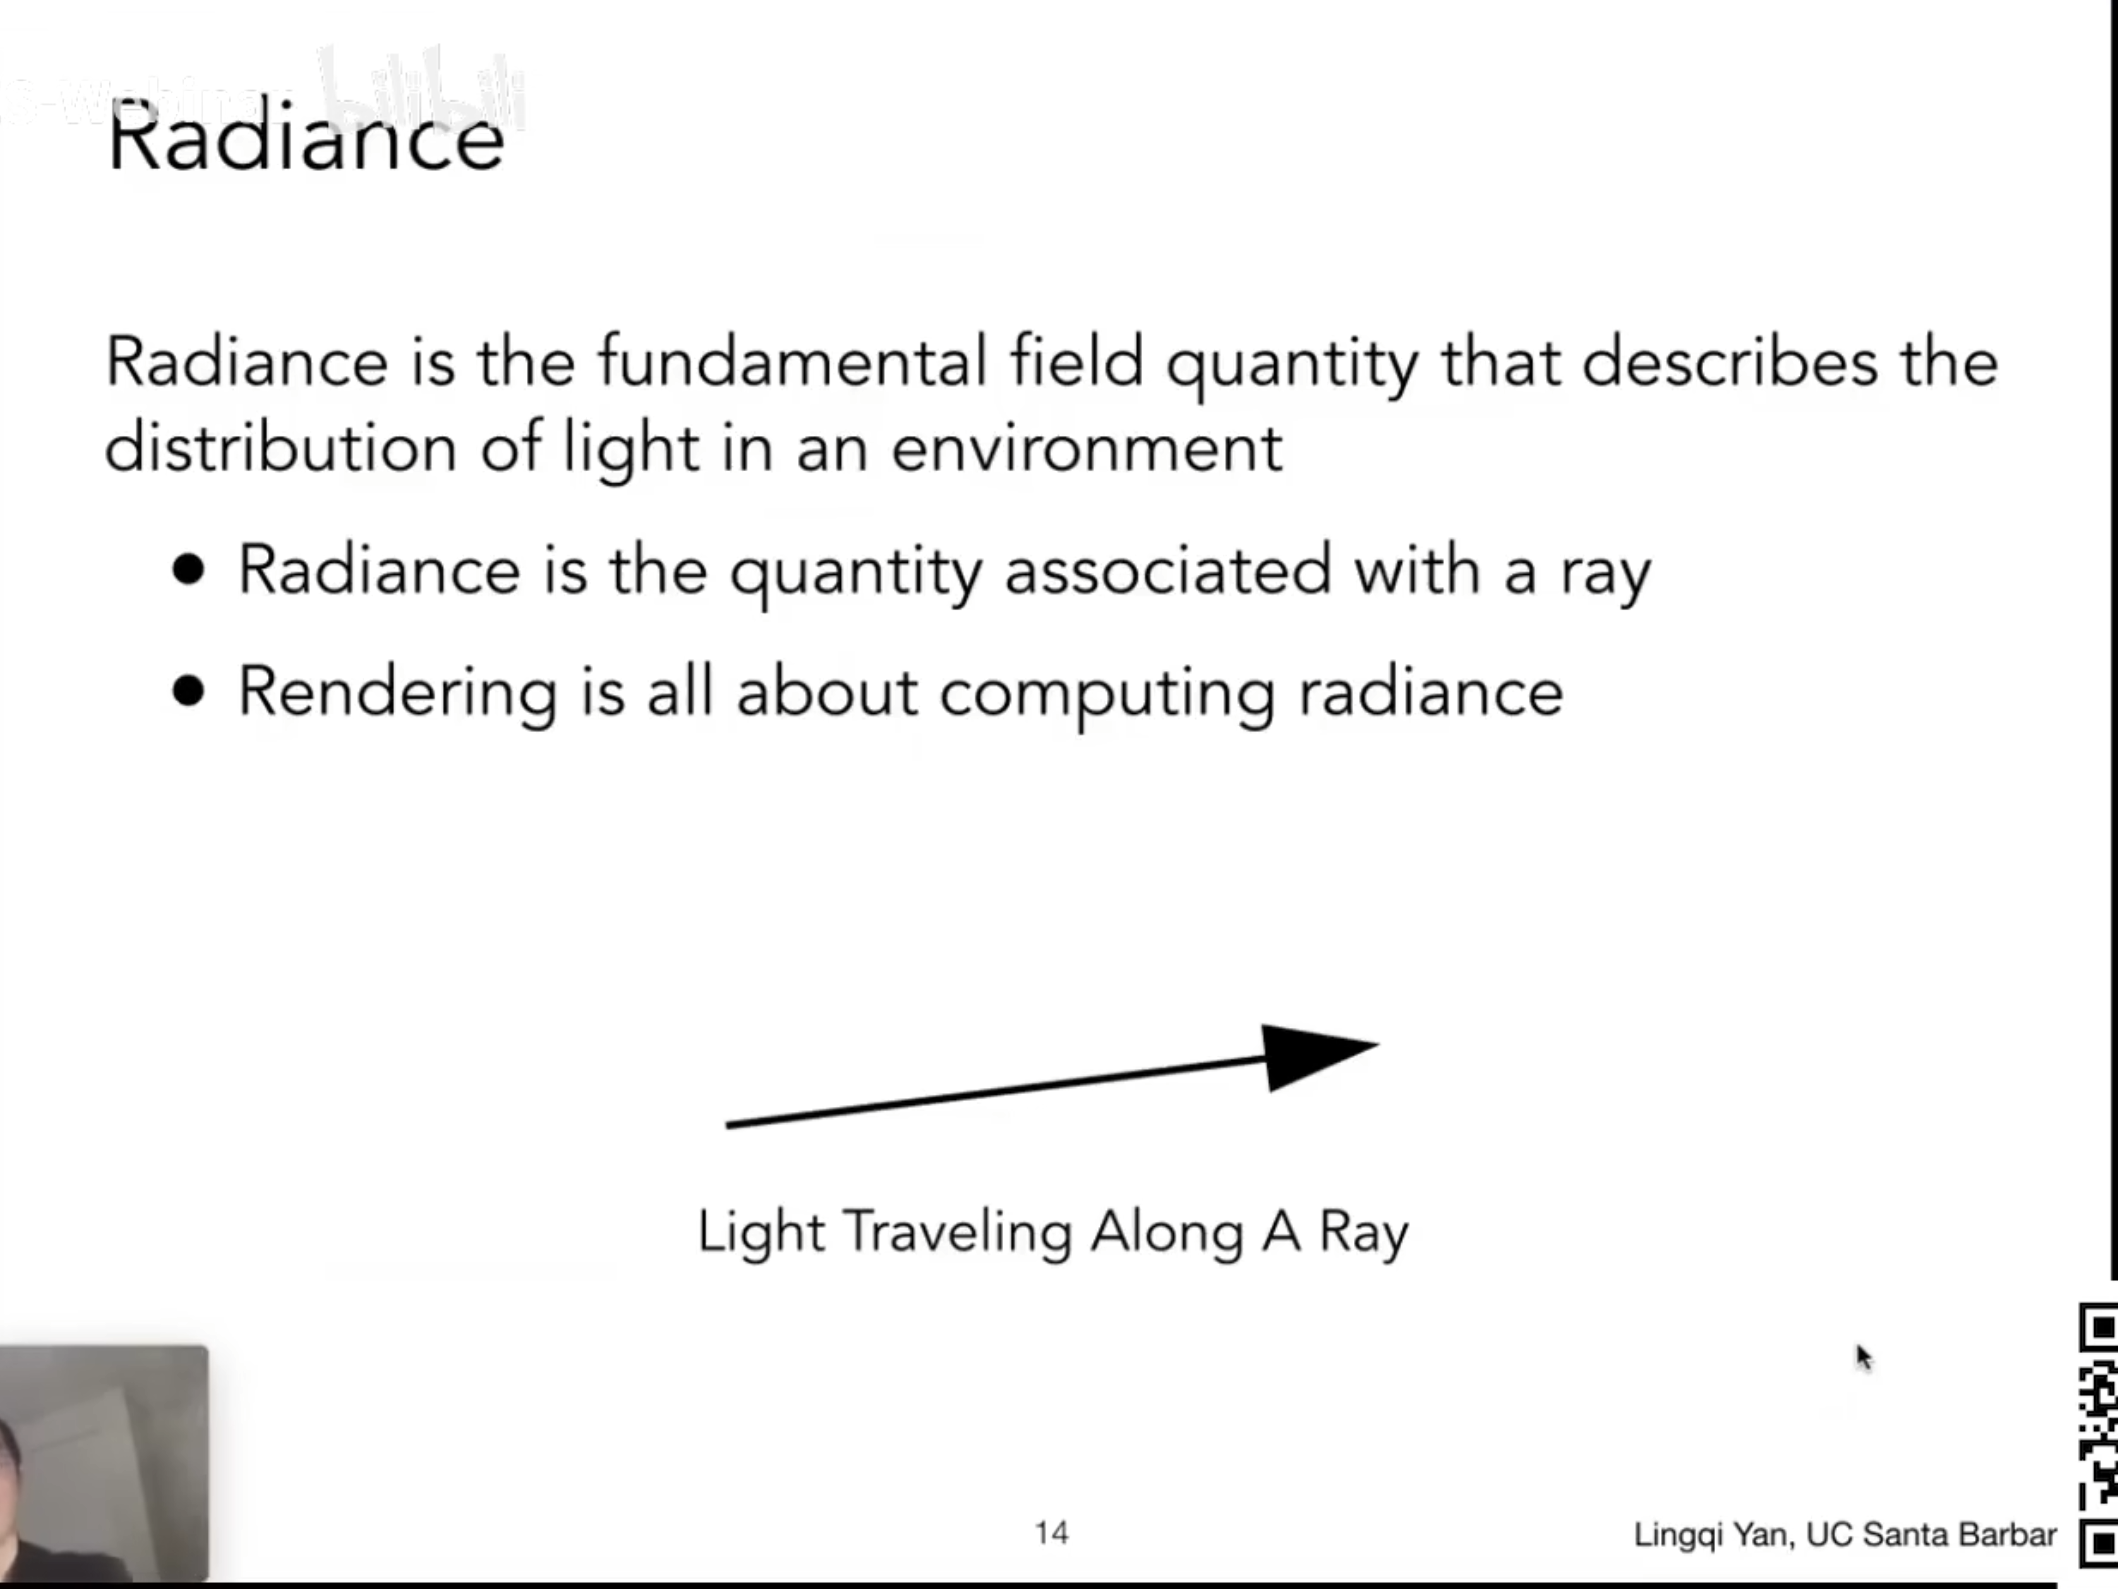 S-Webinar bilibili
Radiance
Radiance is the fundamental field quantity that describes the
distribution of light in an environment
● Radiance is the quantity associated with a ray
● Rendering is all about computing radiance
Light Traveling Along A Ray
14
Lingqi Yan, UC Santa Barbar